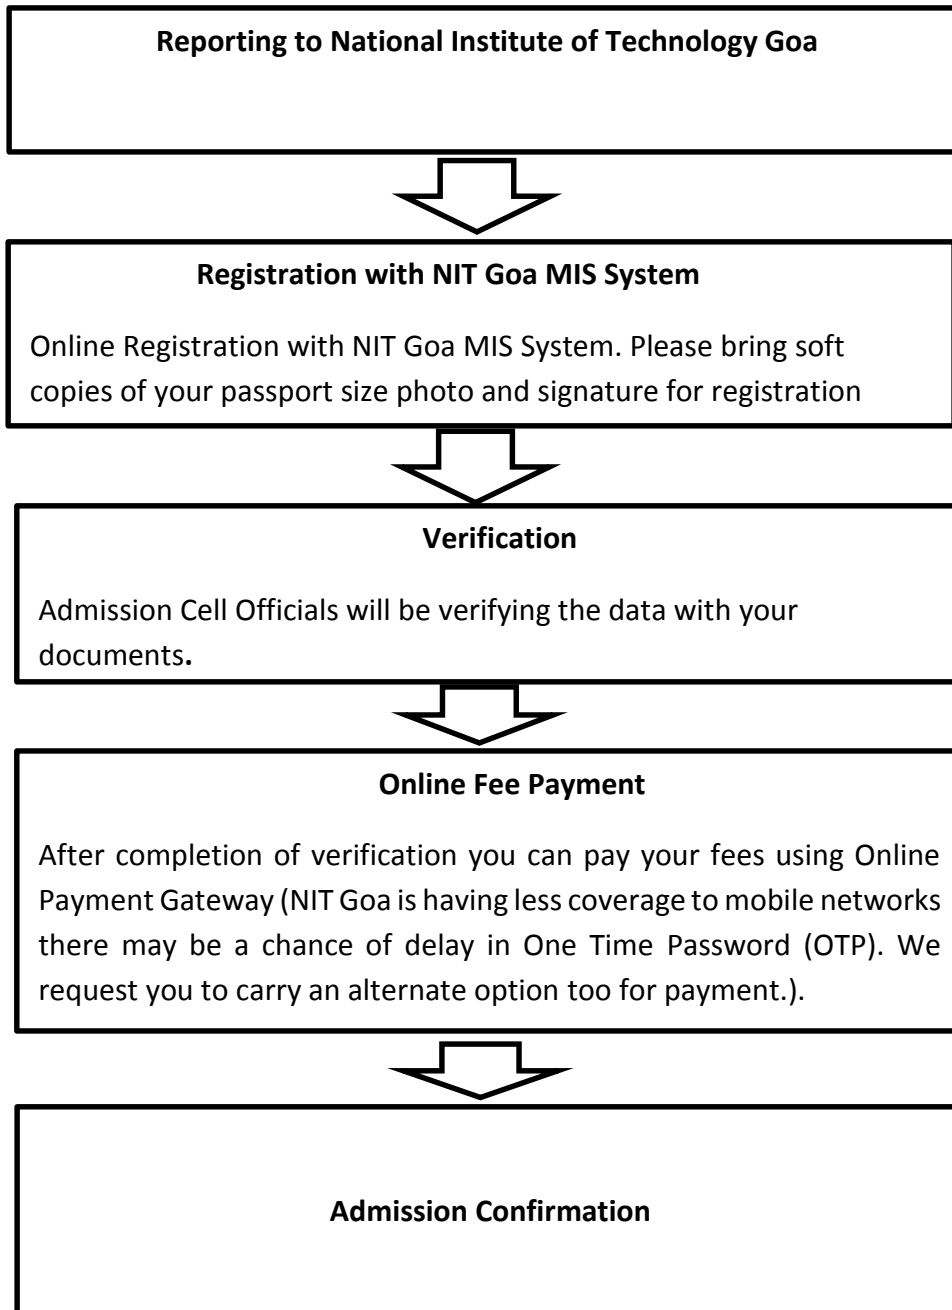 Reporting to National Institute of Technology Goa
Registration with NIT Goa MIS System
Online Registration with NIT Goa MIS System. Please bring soft
copies of your passport size photo and signature for registration
Verification
Admission Cell Officials will be verifying the data with your
documents.
Online Fee Payment
After completion of verification you can pay your fees using Online
Payment Gateway (NIT Goa is having less coverage to mobile networks
there may be a chance of delay in One Time Password (OTP). We
request you to carry an alternate option too for payment.).
Admission Confirmation